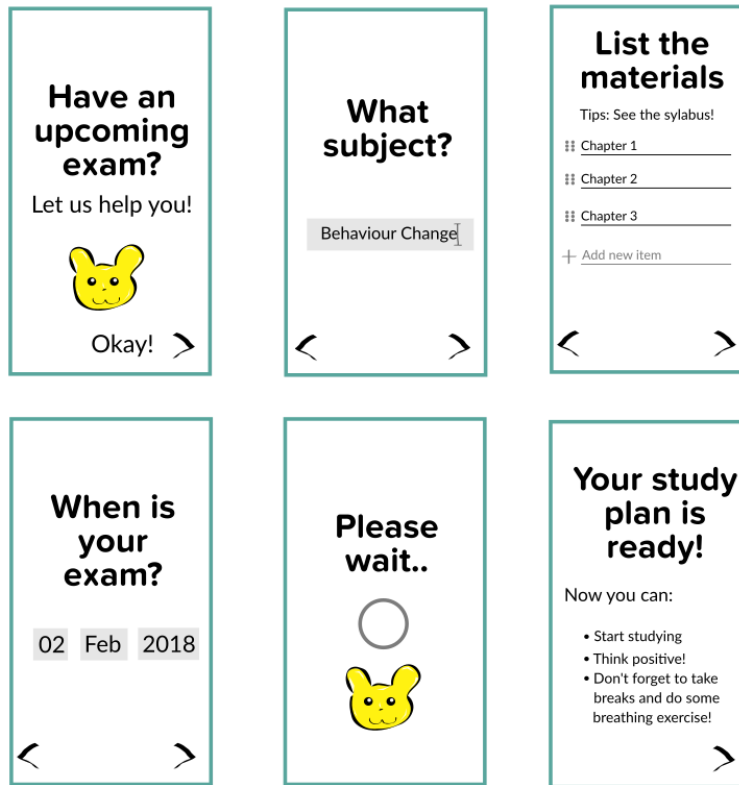 Have an
upcoming
exam?
Let us help you!
Okay!
What
subject?
Behaviour Change
List the
materials
Tips: See the sylabus!
Chapter 1
Chapter 2
Chapter 3
Add new item
When is
your
exam?
02 Feb 2018
Please
wait..
Your study
plan is
ready!
Now you can:
• Start studying
• Think positive!
• Don't forget to take
breaks and do some
breathing exercise!